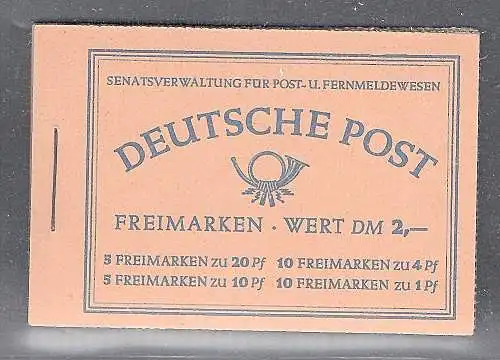 SENATSVERWALTUNG FÜR POST- U. FERNMELDEWESEN
DEUTSCHE POST
FREIMARKEN · WERT DM 2,—
5 FREIMARKEN ZU 20 Pf 10 FREIMARKEN ZU 4 Pf
5 FREIMARKEN ZU 10 Pf 10 FREIMARKEN ZU 1 Pf